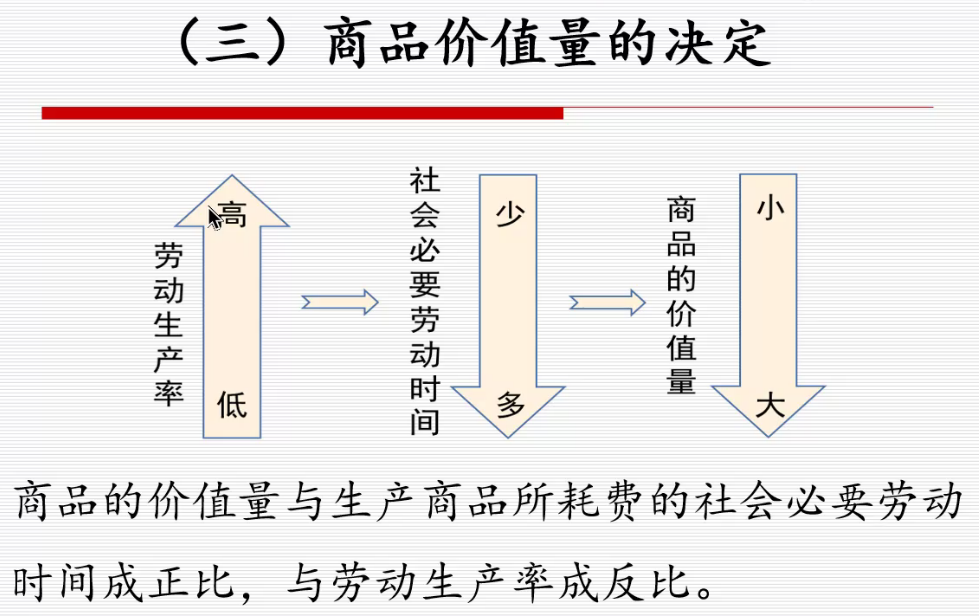 （三）商品价值量的决定
劳动生产率
高
低
社会必要劳动时间
少
多
商品的价值量
小
大
商品的价值量与生产商品所耗费的社会必要劳动
时间成正比，与劳动生产率成反比。